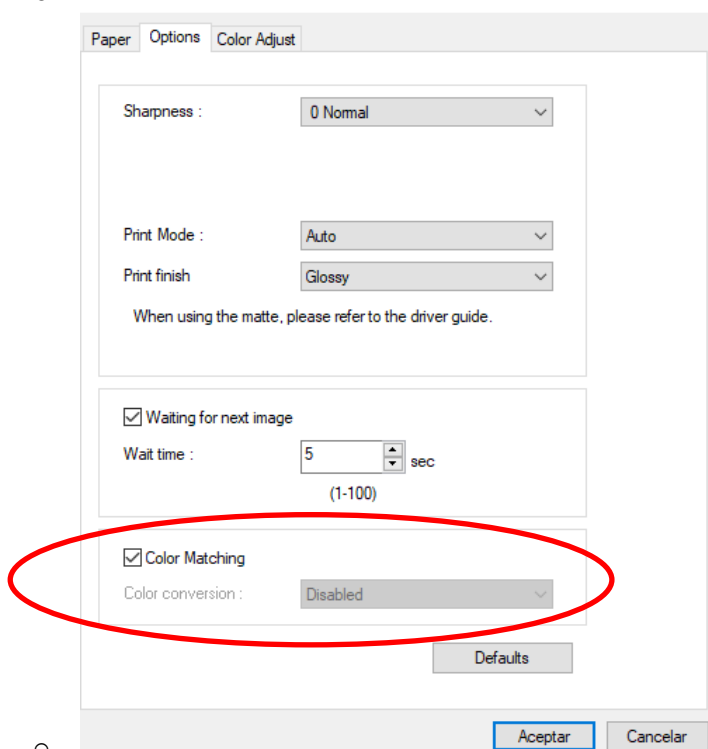 Paper Options Color Adjust
Sharpness : 0 Normal
Print Mode : Auto
Print finish Glossy
When using the matte, please refer to the driver guide.
Waiting for next image
Wait time : 5 sec
(1-100)
Color Matching
Color conversion : Disabled
Defaults
Aceptar Cancelar